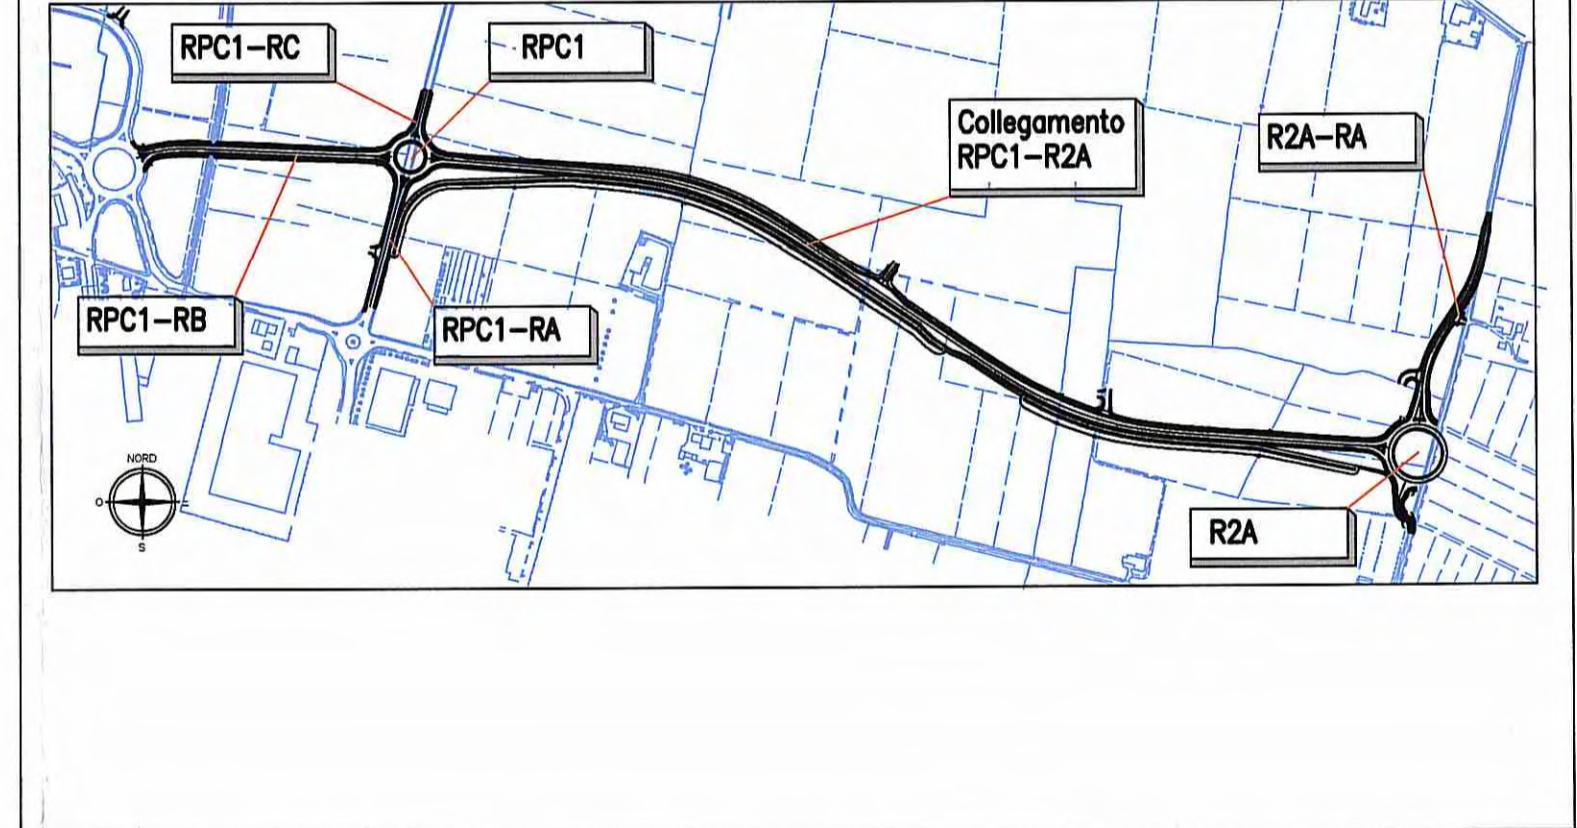 RPC1-RC
RPC1
Collegamento
RPC1-R2A
R2A-RA
RPC1-RB
RPC1-RA
R2A
NORD
O
S